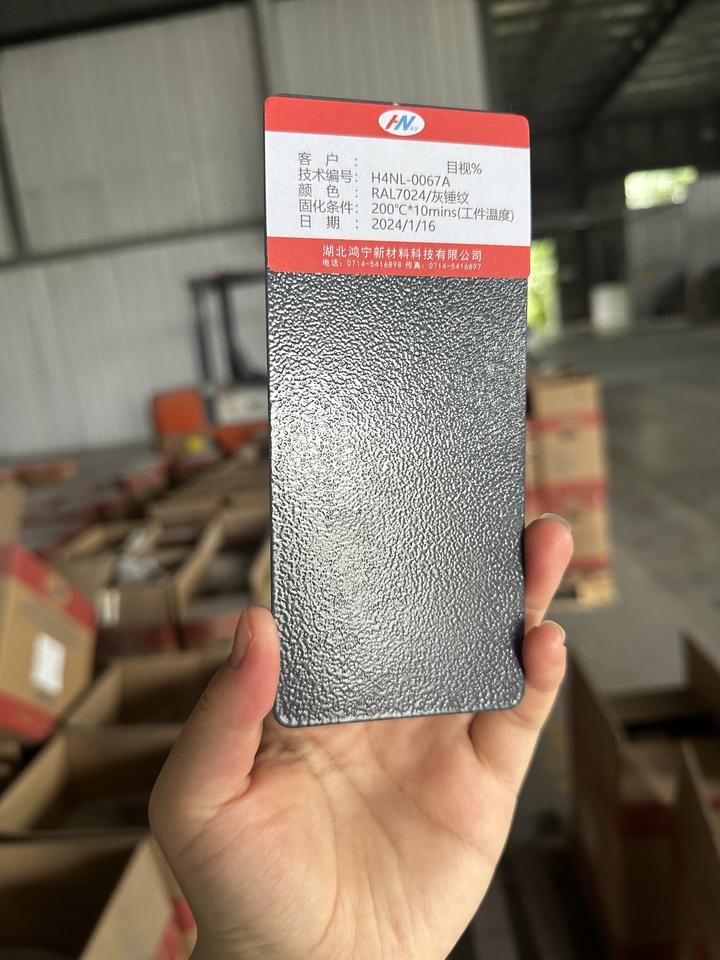 HN
客 户 : 目视%
技术编号: H4NL-0067A
颜 色 : RAL7024/灰锤纹
固化条件: 200℃*10mins(工件温度)
日 期 : 2024/1/16
湖北鸿宁新材料科技有限公司
电话: 0714-5416898 传真: 0714-5416897